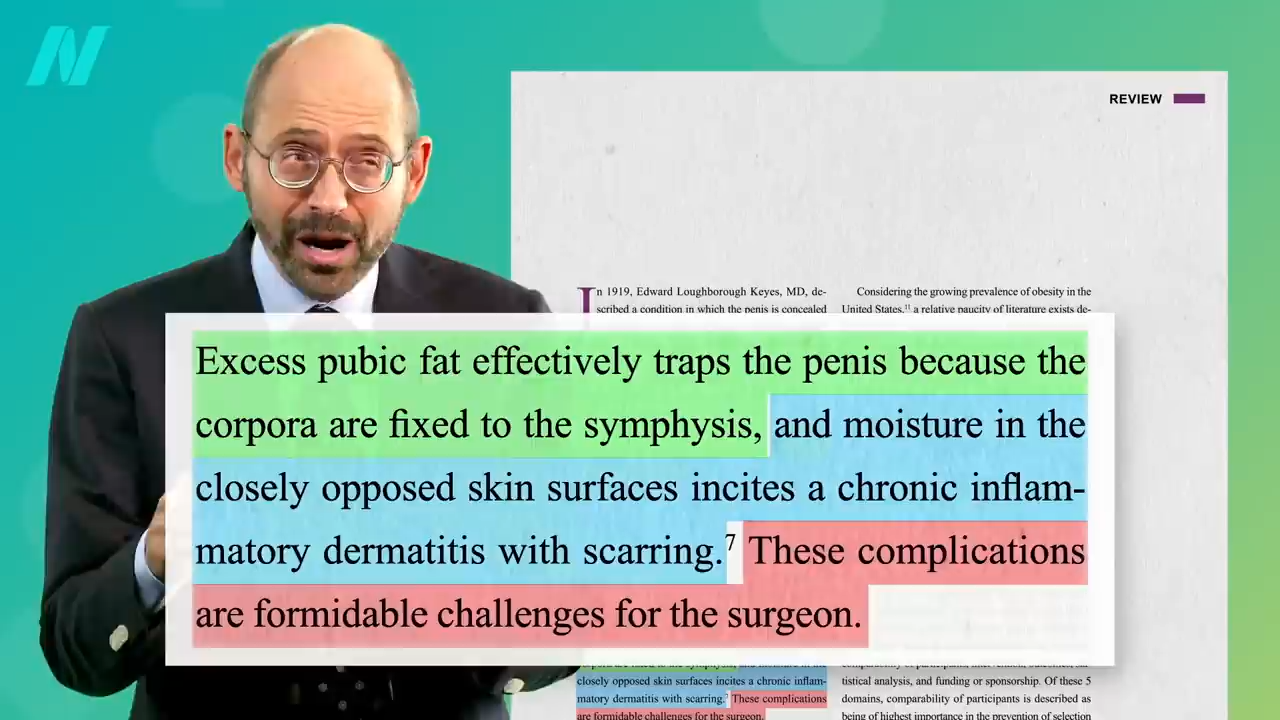 REVIEW
In 1919, Edward Loughborough Keyes, MD, de-
scribed a condition in which the penis is concealed
Considering the growing prevalence of obesity in the
United States,11 a relative paucity of literature exists de-
Excess pubic fat effectively traps the penis because the
corpora are fixed to the symphysis, and moisture in the
closely opposed skin surfaces incites a chronic inflam-
matory dermatitis with scarring.7 These complications
are formidable challenges for the surgeon.
closely opposed skin surfaces incites a chronic inflam-
matory dermatitis with scarring.7 These complications
are formidable challenges for the surgeon.
tistical analysis, and funding or sponsorship. Of these 5
domains, comparability of participants is described as
being of highest importance in the prevention of selection